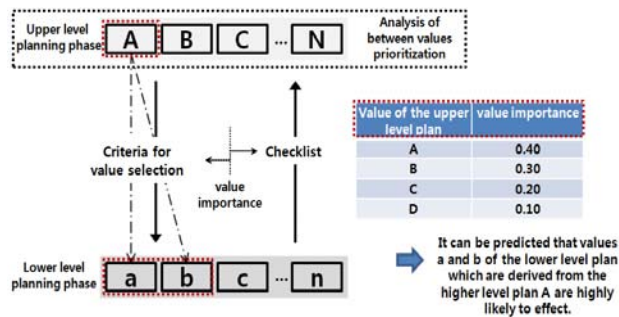 Upper level
planning phase
A B C ... N
Analysis of
between values
prioritization
Criteria for
value selection
value
importance
Checklist
Value of the upper
level plan
value importance
A 0.40
B 0.30
C 0.20
D 0.10
Lower level
planning phase
a b c ... n
It can be predicted that values
a and b of the lower level plan
which are derived from the
higher level plan A are highly
likely to effect.